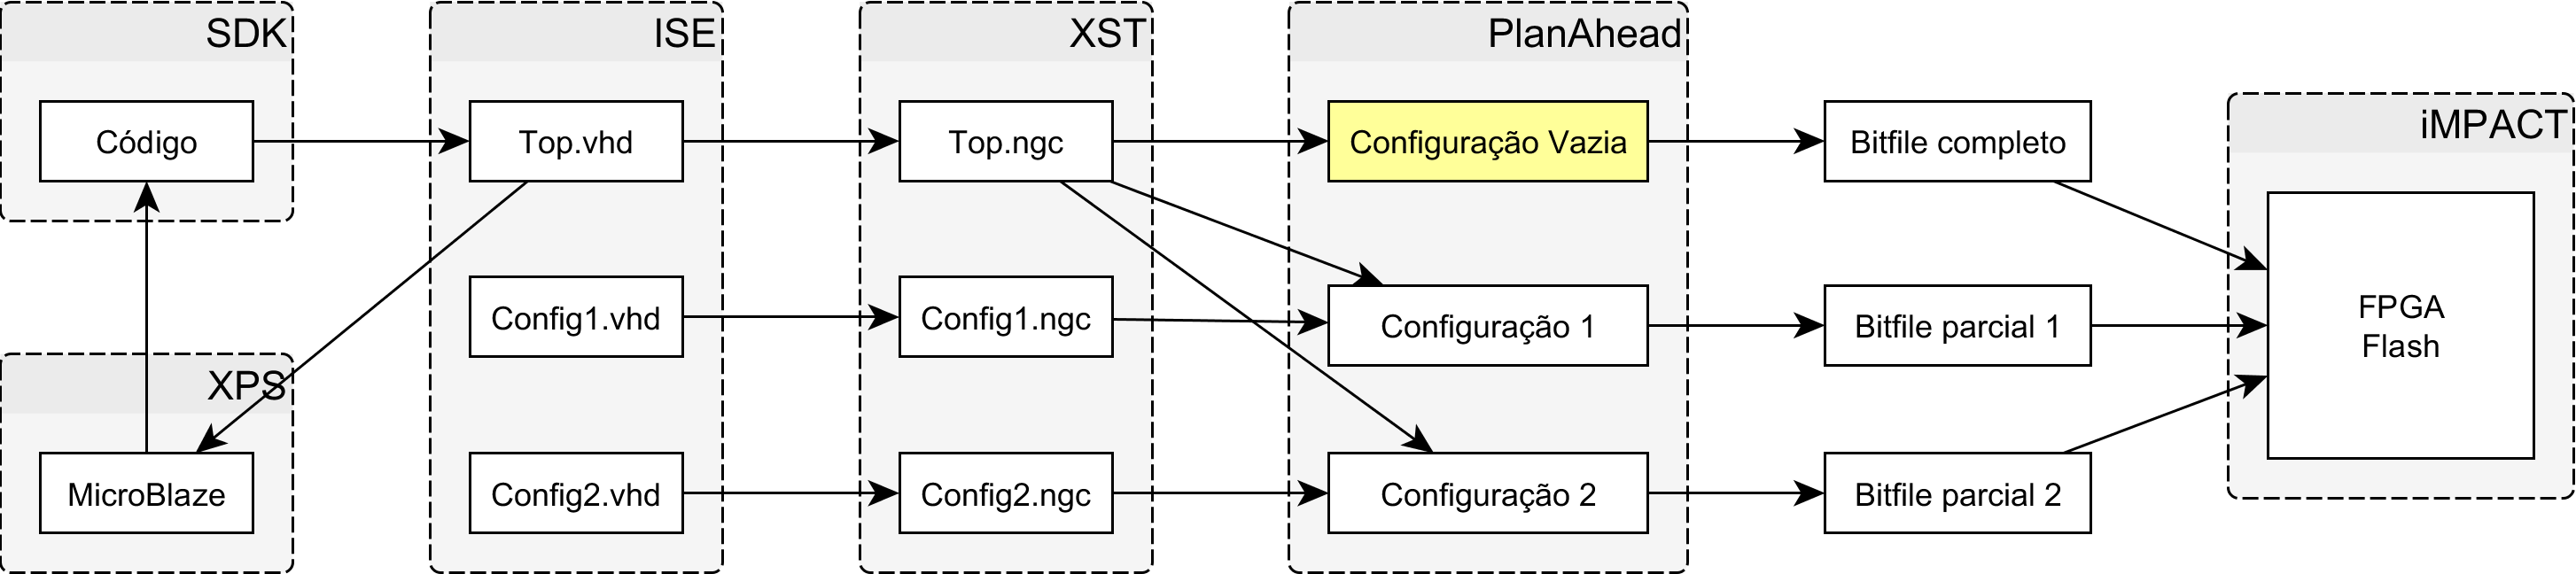 SDK
Código
XPS
MicroBlaze
ISE
Top.vhd
Config1.vhd
Config2.vhd
XST
Top.ngc
Config1.ngc
Config2.ngc
PlanAhead
Configuração Vazia
Configuração 1
Configuração 2
Bitfile completo
Bitfile parcial 1
Bitfile parcial 2
iMPACT
FPGA
Flash